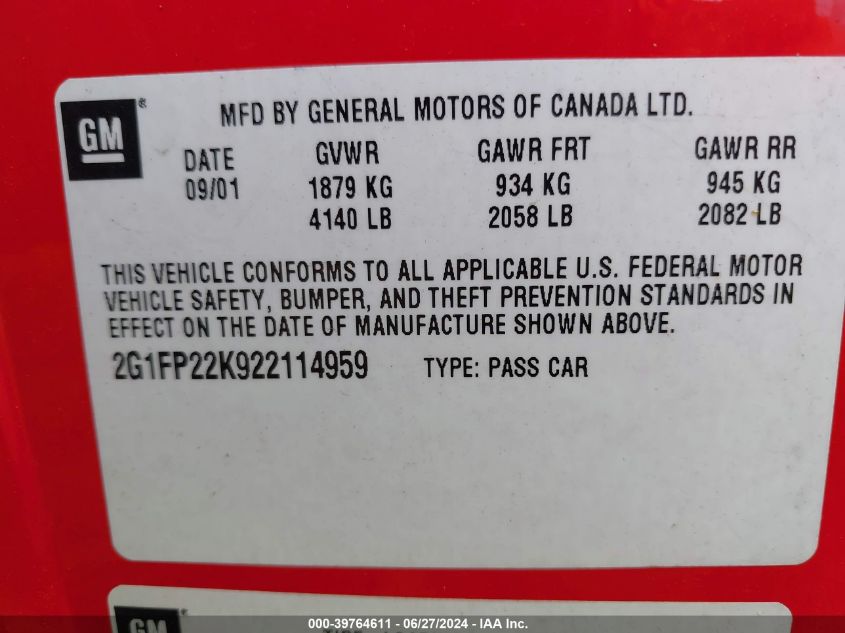 GM®
MFD BY GENERAL MOTORS OF CANADA LTD.
DATE GVWR GAWR FRT GAWR RR
09/01 1879 KG 934 KG 945 KG
4140 LB 2058 LB 2082 LB
THIS VEHICLE CONFORMS TO ALL APPLICABLE U.S. FEDERAL MOTOR
VEHICLE SAFETY, BUMPER, AND THEFT PREVENTION STANDARDS IN
EFFECT ON THE DATE OF MANUFACTURE SHOWN ABOVE.
2G1FP22K922114959 TYPE: PASS CAR
GM®
000-39764611 - 06/27/2024 - IAA Inc.